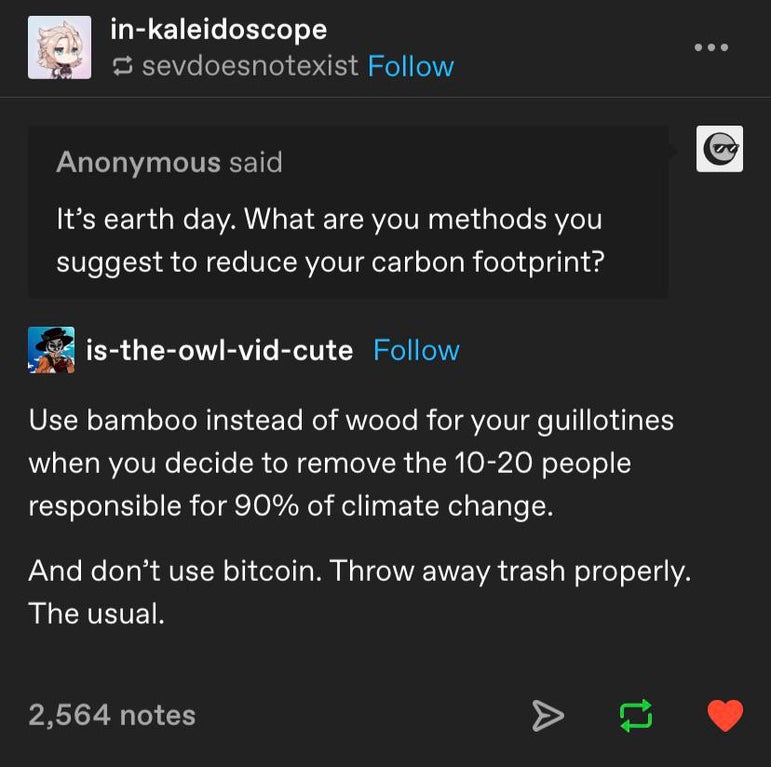 in-kaleidoscope
sevdoesnotexist Follow
Anonymous said
It’s earth day. What are you methods you
suggest to reduce your carbon footprint?
is-the-owl-vid-cute Follow
Use bamboo instead of wood for your guillotines
when you decide to remove the 10-20 people
responsible for 90% of climate change.
And don’t use bitcoin. Throw away trash properly.
The usual.
2,564 notes